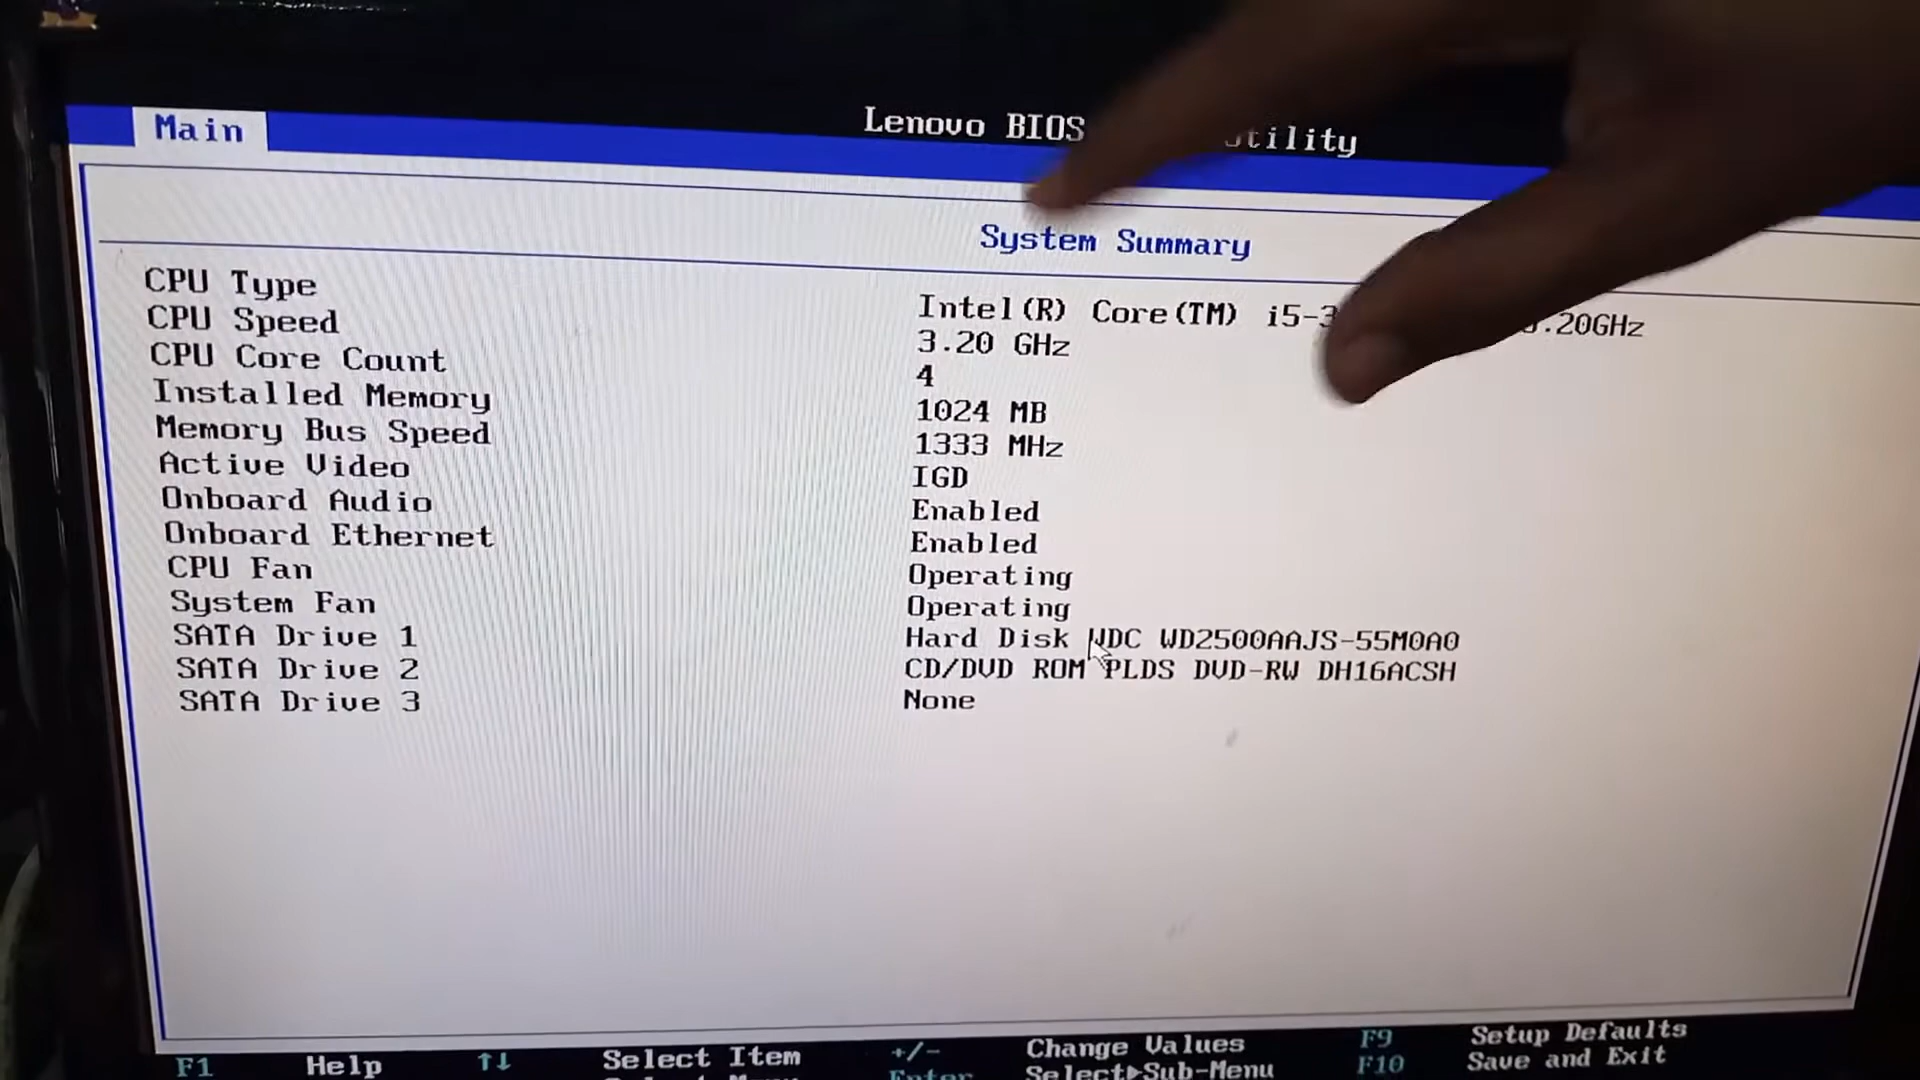 Lenovo BIOS tility
Main
System Summary
CPU Type Intel(R) Core(TM) i5-3 .20GHz
CPU Speed 3.20 GHz
CPU Core Count 4
Installed Memory 1024 MB
Memory Bus Speed 1333 MHz
Active Video IGD
Onboard Audio Enabled
Onboard Ethernet Enabled
CPU Fan Operating
System Fan Operating
SATA Drive 1 Hard Disk WDC WD2500AAJS-55M0A0
SATA Drive 2 CD/DVD ROM PLDS DVD-RW DH16ACSH
SATA Drive 3 None
F1 Help ↑↓ Select Item +/- Change Values F9 Setup Defaults
Enter Select▶Sub-Menu F10 Save and Exit